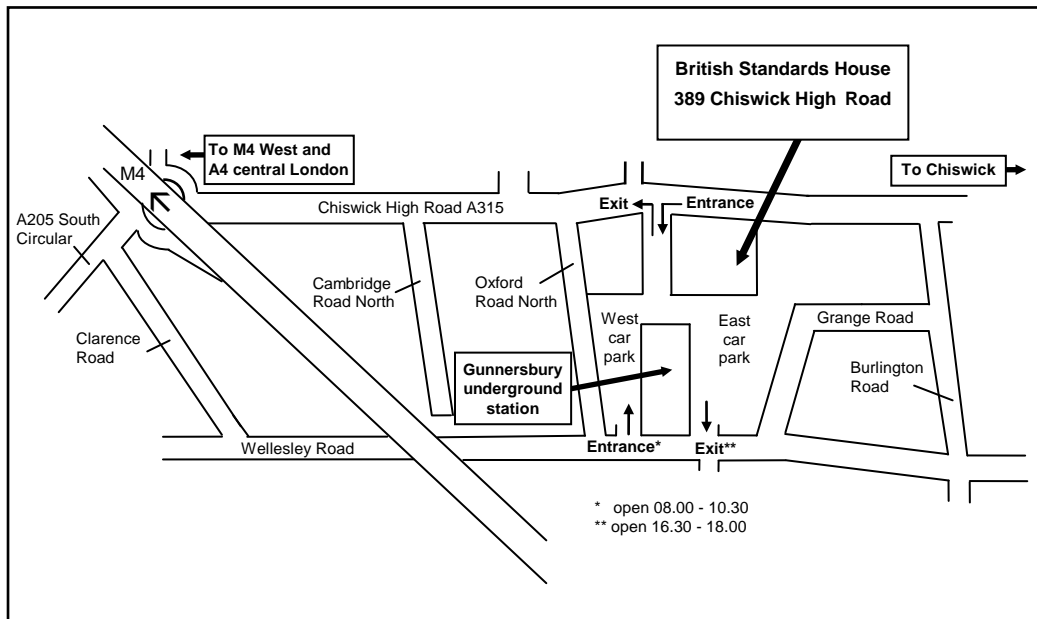 British Standards House
389 Chiswick High Road
To M4 West and
A4 central London
To Chiswick
M4
Chiswick High Road A315
Exit
Entrance
A205 South
Circular
Cambridge
Road North
Oxford
Road North
Clarence
Road
West
car
park
East
car
park
Grange Road
Gunnersbury
underground
station
Burlington
Road
Wellesley Road
Entrance*
Exit**
* open 08.00 - 10.30
** open 16.30 - 18.00